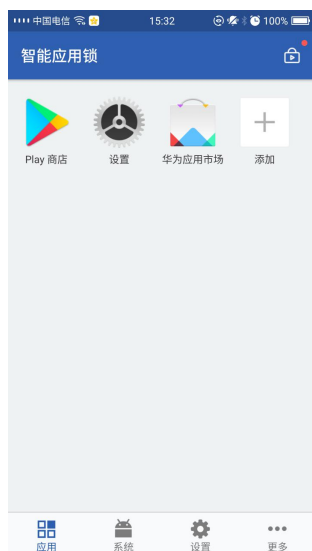 中国电信 15:32 100%
智能应用锁
Play 商店 设置 华为应用市场 添加
应用 系统 设置 更多